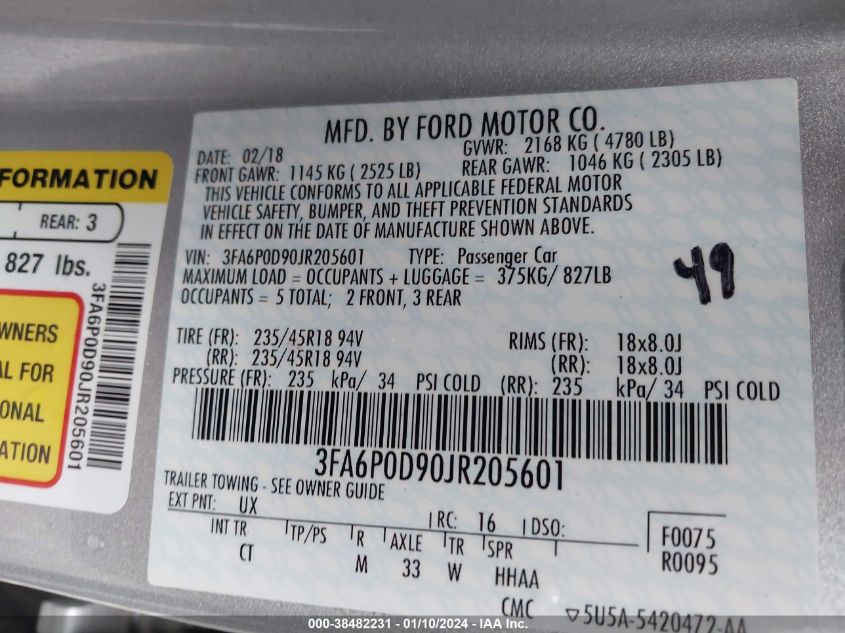 MFD. BY FORD MOTOR CO.
DATE: 02/18 GVWR: 2168 KG ( 4780 LB)
FRONT GAWR: 1145 KG ( 2525 LB) REAR GAWR: 1046 KG ( 2305 LB)
THIS VEHICLE CONFORMS TO ALL APPLICABLE FEDERAL MOTOR
VEHICLE SAFETY, BUMPER, AND THEFT PREVENTION STANDARDS
IN EFFECT ON THE DATE OF MANUFACTURE SHOWN ABOVE.
VIN: 3FA6P0D90JR205601 TYPE: Passenger Car
MAXIMUM LOAD = OCCUPANTS + LUGGAGE = 375KG/ 827LB
OCCUPANTS = 5 TOTAL; 2 FRONT, 3 REAR
49
TIRE (FR): 235/45R18 94V RIMS (FR): 18x8.0J
(RR): 235/45R18 94V (RR): 18x8.0J
PRESSURE (FR): 235 kPa/ 34 PSI COLD (RR): 235 kPa/ 34 PSI COLD
3FA6P0D90JR205601
TRAILER TOWING - SEE OWNER GUIDE
EXT PNT: UX RC: 16 DSO: F0075
INT TR TP/PS R AXLE TR SPR R0095
CT M 33 W HHAA
CMC ▽5U5A-5420472-AA
FORMATION
REAR: 3
827 lbs.
3FA6P0D90JR205601
WNERS
AL FOR
ONAL
ATION
000-38482231 - 01/10/2024 - IAA Inc.